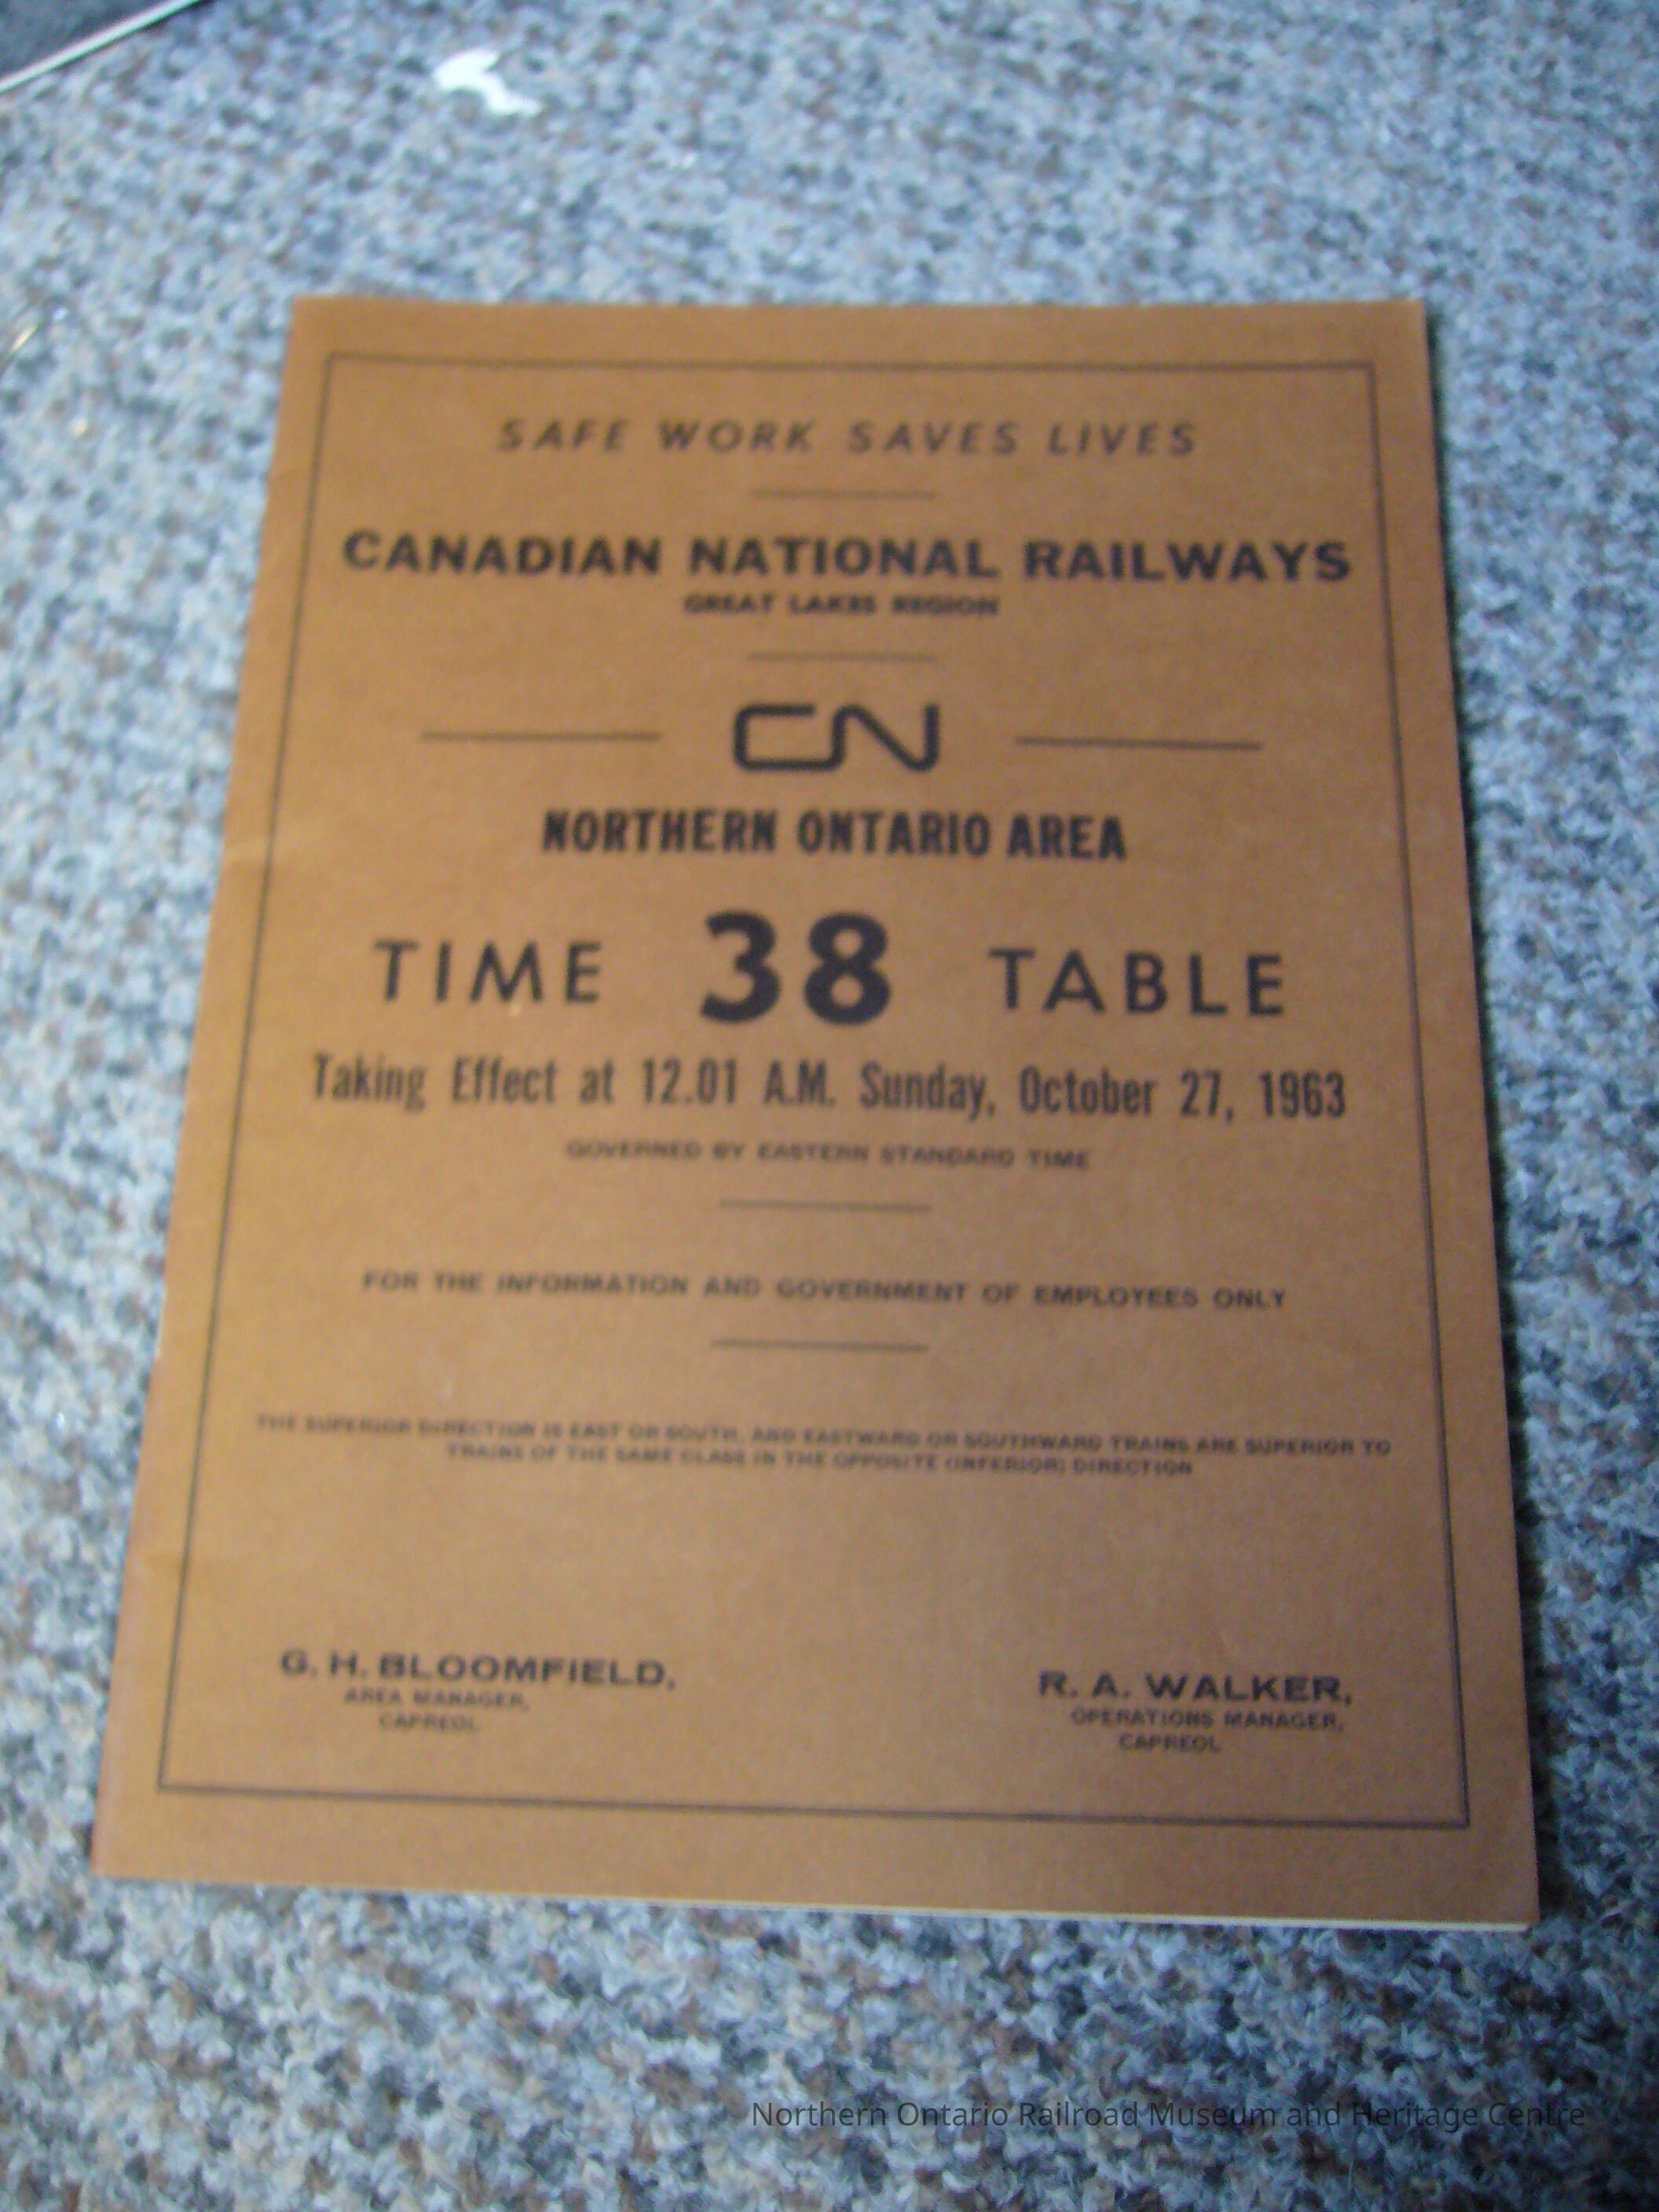 SAFE WORK SAVES LIVES
CANADIAN NATIONAL RAILWAYS
GREAT LAKES REGION
CN
NORTHERN ONTARIO AREA
TIME 38 TABLE
Taking Effect at 12.01 A.M. Sunday, October 27, 1963
GOVERNED BY EASTERN STANDARD TIME
FOR THE INFORMATION AND GOVERNMENT OF EMPLOYEES ONLY
THE SUPERIOR DIRECTION IS EAST OR SOUTH, AND EASTWARD OR SOUTHWARD TRAINS ARE SUPERIOR TO
TRAINS OF THE SAME CLASS IN THE OPPOSITE (INFERIOR) DIRECTION
G. H. BLOOMFIELD,
AREA MANAGER,
CAPREOL
R. A. WALKER,
OPERATIONS MANAGER,
CAPREOL
Northern Ontario Railroad Museum and Heritage Centre